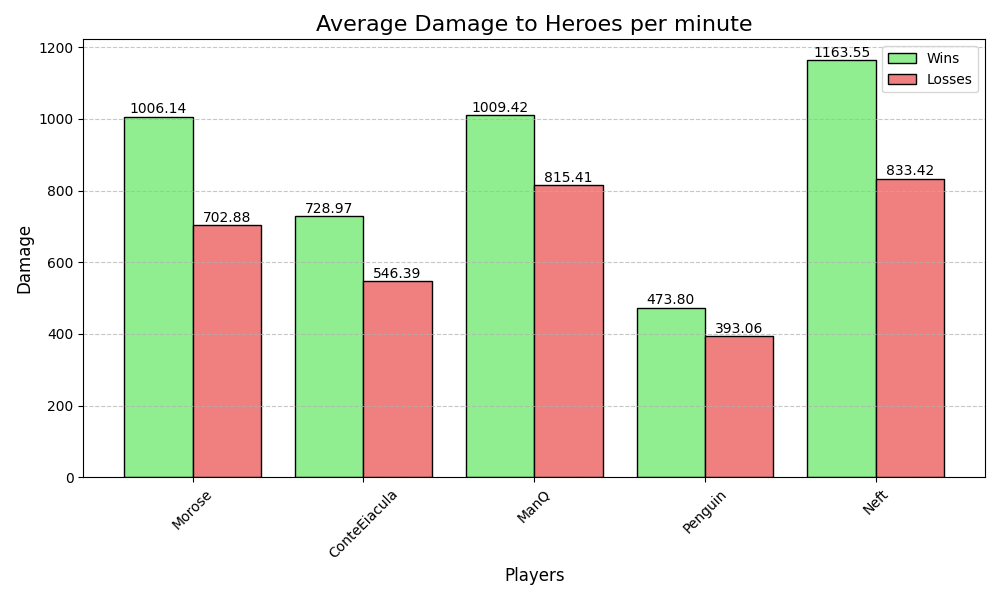 Average Damage to Heroes per minute
Damage
1200
1000
800
600
400
200
0
1006.14
702.88
728.97
546.39
1009.42
815.41
473.80
393.06
1163.55
833.42
Wins
Losses
Morose
ConteEiacula
ManQ
Penguin
Neft
Players